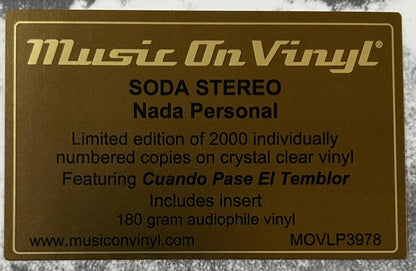 Music On Vinyl®
SODA STEREO
Nada Personal
Limited edition of 2000 individually
numbered copies on crystal clear vinyl
Featuring Cuando Pase El Temblor
Includes insert
180 gram audiophile vinyl
www.musiconvinyl.com MOVLP3978